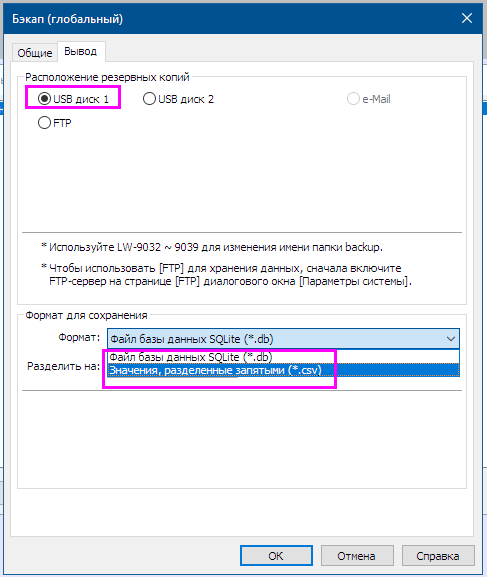 Бэкап (глобальный)
Общие
Вывод
Расположение резервных копий
USB диск 1
USB диск 2
e-Mail
FTP
* Используйте LW-9032 ~ 9039 для изменения имени папки backup.
* Чтобы использовать [FTP] для хранения данных, сначала включите
FTP-сервер на странице [FTP] диалогового окна [Параметры системы].
Формат для сохранения
Формат: Файл базы данных SQLite (*.db)
Файл базы данных SQLite (*.db)
Разделить на: Значения, разделенные запятыми (*.csv)
OK
Отмена
Справка